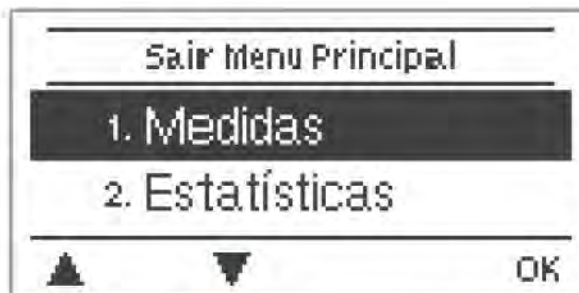 Sair Menu Principal
1. Medidas
2. Estatísticas
▲ ▼ OK